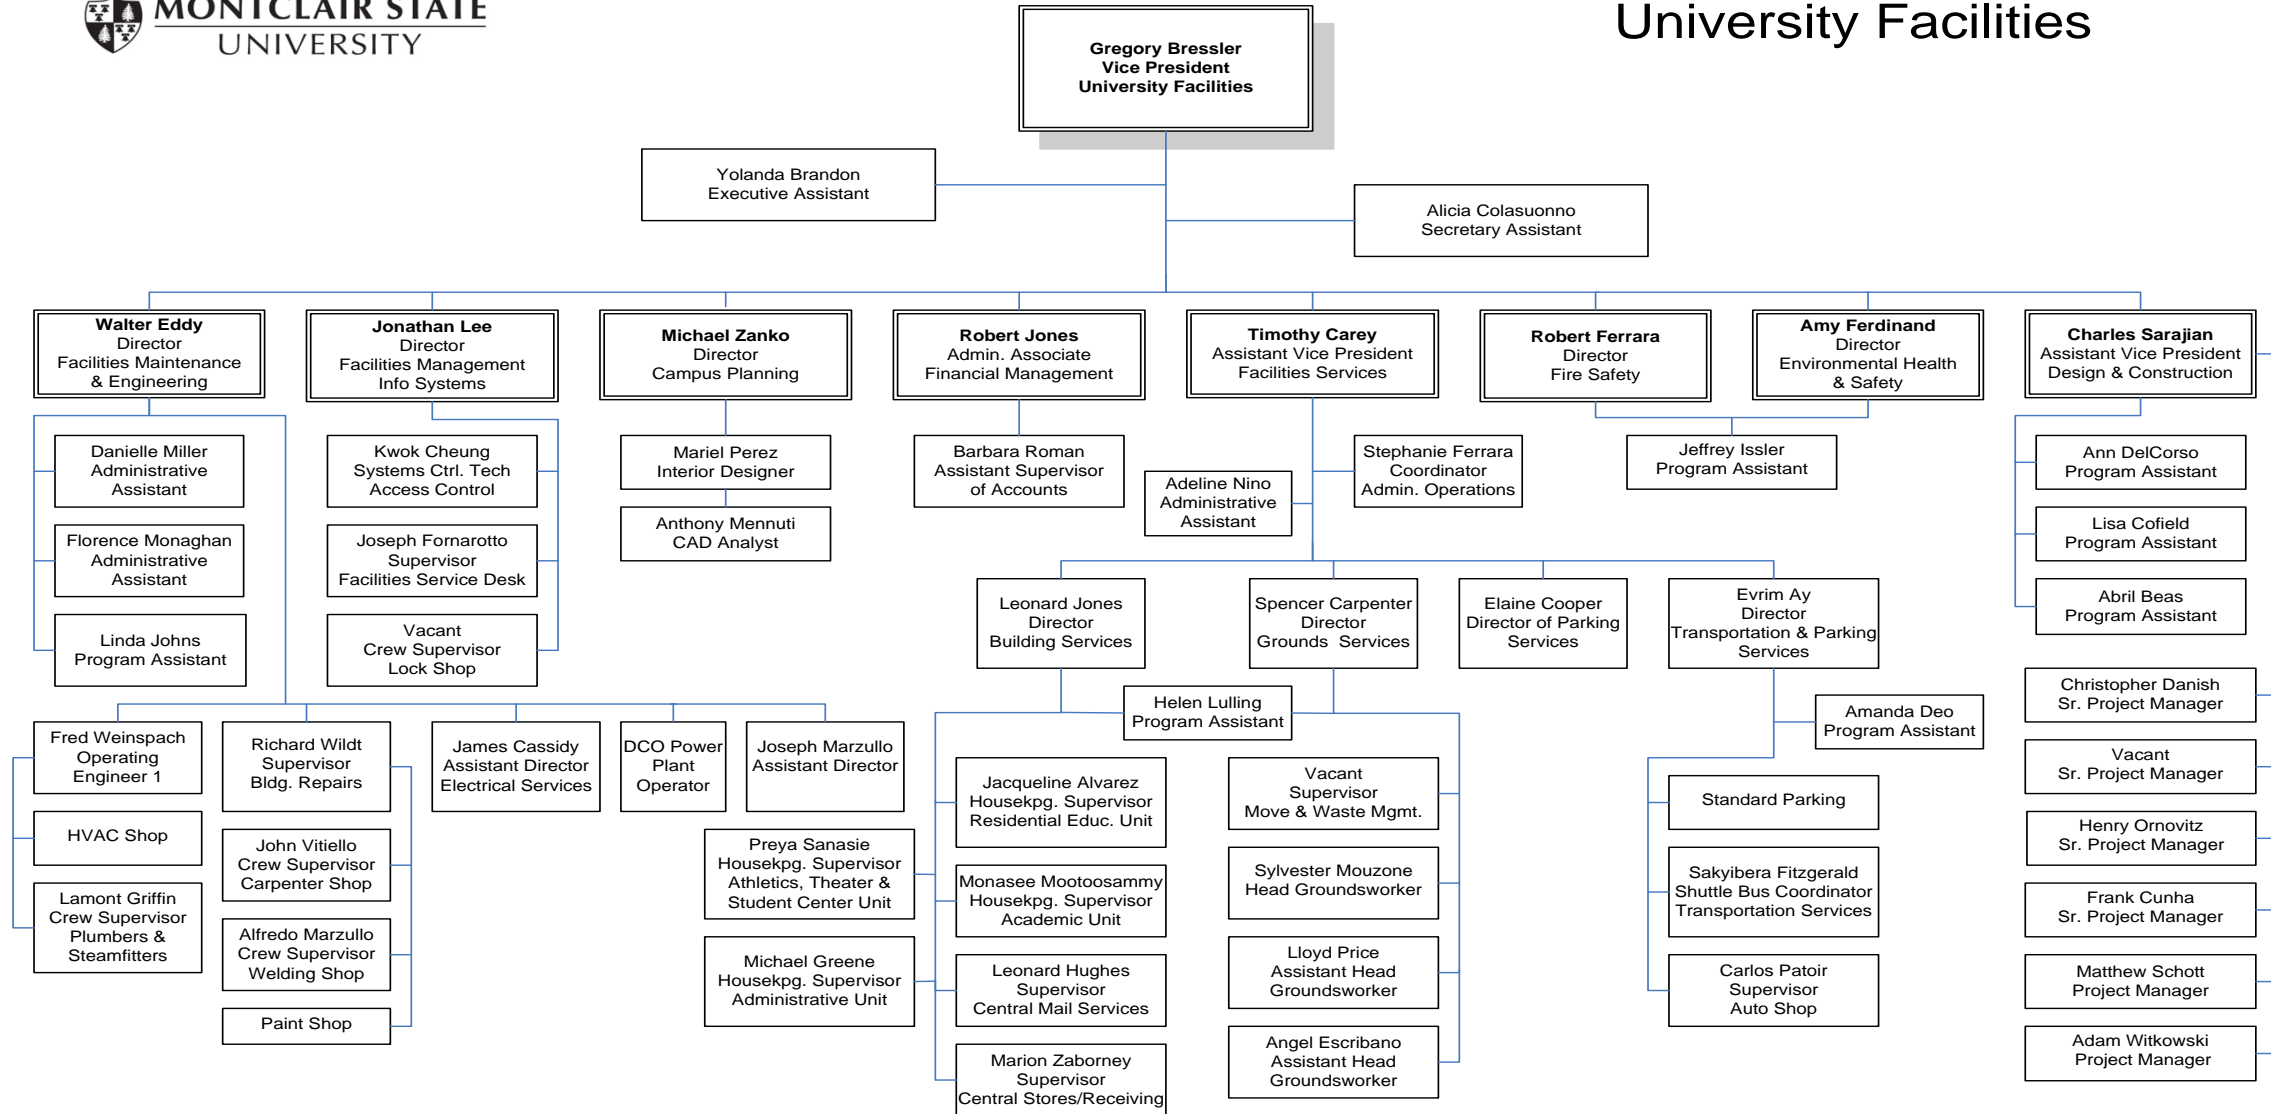 MONTCLAIR STATE
UNIVERSITY
University Facilities
Gregory Bressler
Vice President
University Facilities
Yolanda Brandon
Executive Assistant
Alicia Colasuonno
Secretary Assistant
Walter Eddy
Director
Facilities Maintenance
& Engineering
Jonathan Lee
Director
Facilities Management
Info Systems
Michael Zanko
Director
Campus Planning
Robert Jones
Admin. Associate
Financial Management
Timothy Carey
Assistant Vice President
Facilities Services
Robert Ferrara
Director
Fire Safety
Amy Ferdinand
Director
Environmental Health
& Safety
Charles Sarajian
Assistant Vice President
Design & Construction
Danielle Miller
Administrative
Assistant
Kwok Cheung
Systems Ctrl. Tech
Access Control
Mariel Perez
Interior Designer
Barbara Roman
Assistant Supervisor
of Accounts
Adeline Nino
Administrative
Assistant
Stephanie Ferrara
Coordinator
Admin. Operations
Jeffrey Issler
Program Assistant
Ann DelCorso
Program Assistant
Florence Monaghan
Administrative
Assistant
Joseph Fornarotto
Supervisor
Facilities Service Desk
Anthony Mennuti
CAD Analyst
Lisa Cofield
Program Assistant
Linda Johns
Program Assistant
Vacant
Crew Supervisor
Lock Shop
Leonard Jones
Director
Building Services
Spencer Carpenter
Director
Grounds  Services
Elaine Cooper
Director of Parking
Services
Evrim Ay
Director
Transportation & Parking
Services
Abril Beas
Program Assistant
Helen Lulling
Program Assistant
Amanda Deo
Program Assistant
Christopher Danish
Sr. Project Manager
Fred Weinspach
Operating
Engineer 1
Richard Wildt
Supervisor
Bldg. Repairs
James Cassidy
Assistant Director
Electrical Services
DCO Power
Plant
Operator
Joseph Marzullo
Assistant Director
Jacqueline Alvarez
Housekpg. Supervisor
Residential Educ. Unit
Vacant
Supervisor
Move & Waste Mgmt.
Standard Parking
Vacant
Sr. Project Manager
HVAC Shop
John Vitiello
Crew Supervisor
Carpenter Shop
Preya Sanasie
Housekpg. Supervisor
Athletics, Theater &
Student Center Unit
Monasee Mootoosammy
Housekpg. Supervisor
Academic Unit
Sylvester Mouzone
Head Groundsworker
Sakyibera Fitzgerald
Shuttle Bus Coordinator
Transportation Services
Henry Ornovitz
Sr. Project Manager
Lamont Griffin
Crew Supervisor
Plumbers &
Steamfitters
Alfredo Marzullo
Crew Supervisor
Welding Shop
Michael Greene
Housekpg. Supervisor
Administrative Unit
Leonard Hughes
Supervisor
Central Mail Services
Lloyd Price
Assistant Head
Groundsworker
Carlos Patoir
Supervisor
Auto Shop
Frank Cunha
Sr. Project Manager
Matthew Schott
Project Manager
Paint Shop
Marion Zaborney
Supervisor
Central Stores/Receiving
Angel Escribano
Assistant Head
Groundsworker
Adam Witkowski
Project Manager